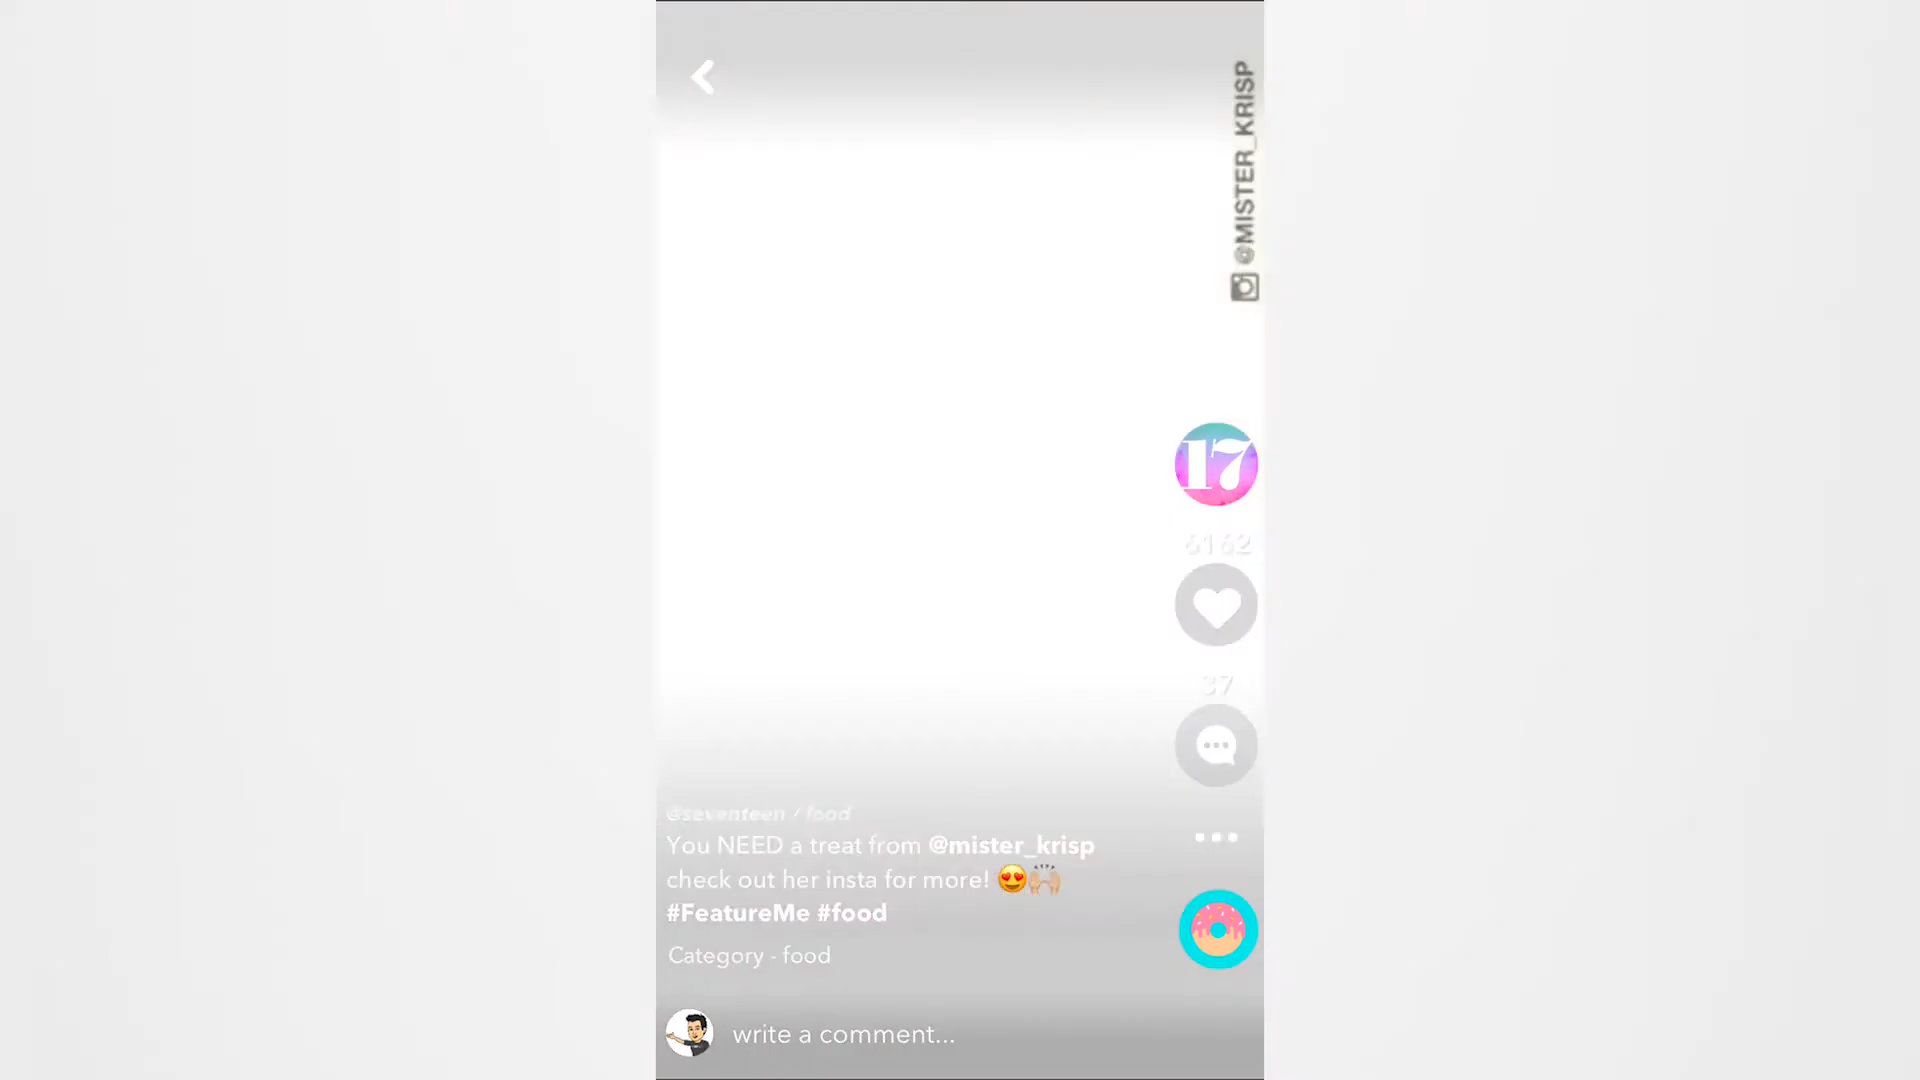 @MISTER_KRISP
17
6162
37
@seventeen / food
You NEED a treat from @mister_krisp
check out her insta for more! 😍🙌🏼
#FeatureMe #food
Category - food
write a comment...